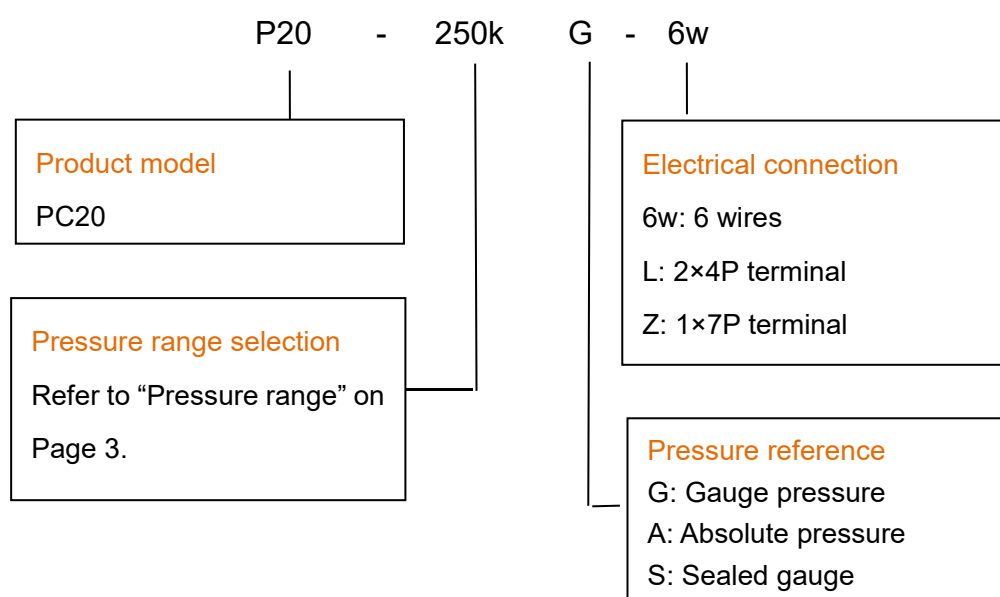 P20 - 250k G - 6w
Product model
PC20
Pressure range selection
Refer to “Pressure range” on
Page 3.
Electrical connection
6w: 6 wires
L: 2×4P terminal
Z: 1×7P terminal
Pressure reference
G: Gauge pressure
A: Absolute pressure
S: Sealed gauge